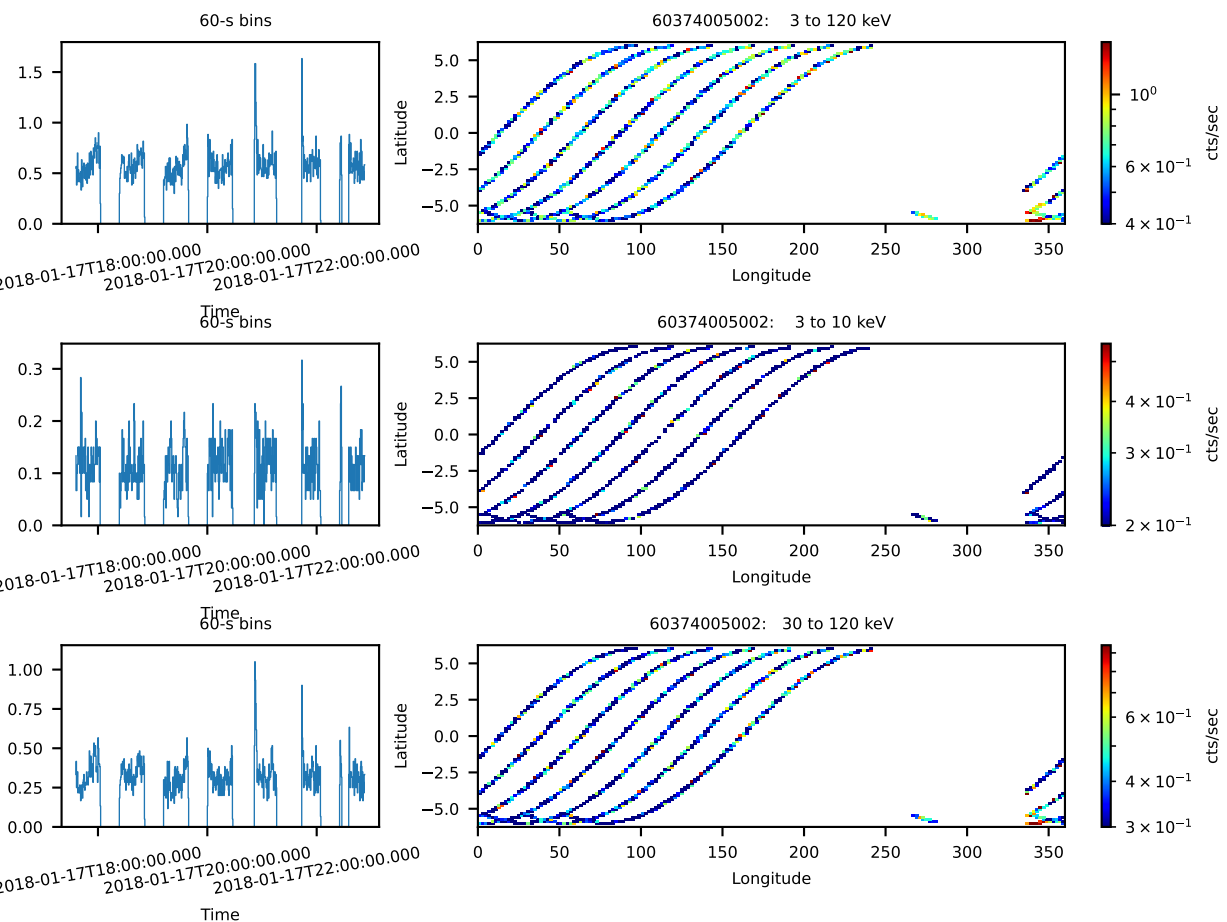 60-s bins
60374005002: 3 to 120 keV
1.5
1.0
0.5
0.0
2018-01-17T18:00:00.000
2018-01-17T20:00:00.000
2018-01-17T22:00:00.000
Time
Latitude
5.0
2.5
0.0
−2.5
−5.0
0 50 100 150 200 250 300 350
Longitude
10⁰
6 × 10⁻¹
4 × 10⁻¹
cts/sec
60-s bins
60374005002: 3 to 10 keV
0.3
0.2
0.1
0.0
2018-01-17T18:00:00.000
2018-01-17T20:00:00.000
2018-01-17T22:00:00.000
Time
Latitude
5.0
2.5
0.0
−2.5
−5.0
0 50 100 150 200 250 300 350
Longitude
4 × 10⁻¹
3 × 10⁻¹
2 × 10⁻¹
cts/sec
60-s bins
60374005002: 30 to 120 keV
1.00
0.75
0.50
0.25
0.00
2018-01-17T18:00:00.000
2018-01-17T20:00:00.000
2018-01-17T22:00:00.000
Time
Latitude
5.0
2.5
0.0
−2.5
−5.0
0 50 100 150 200 250 300 350
Longitude
6 × 10⁻¹
4 × 10⁻¹
3 × 10⁻¹
cts/sec